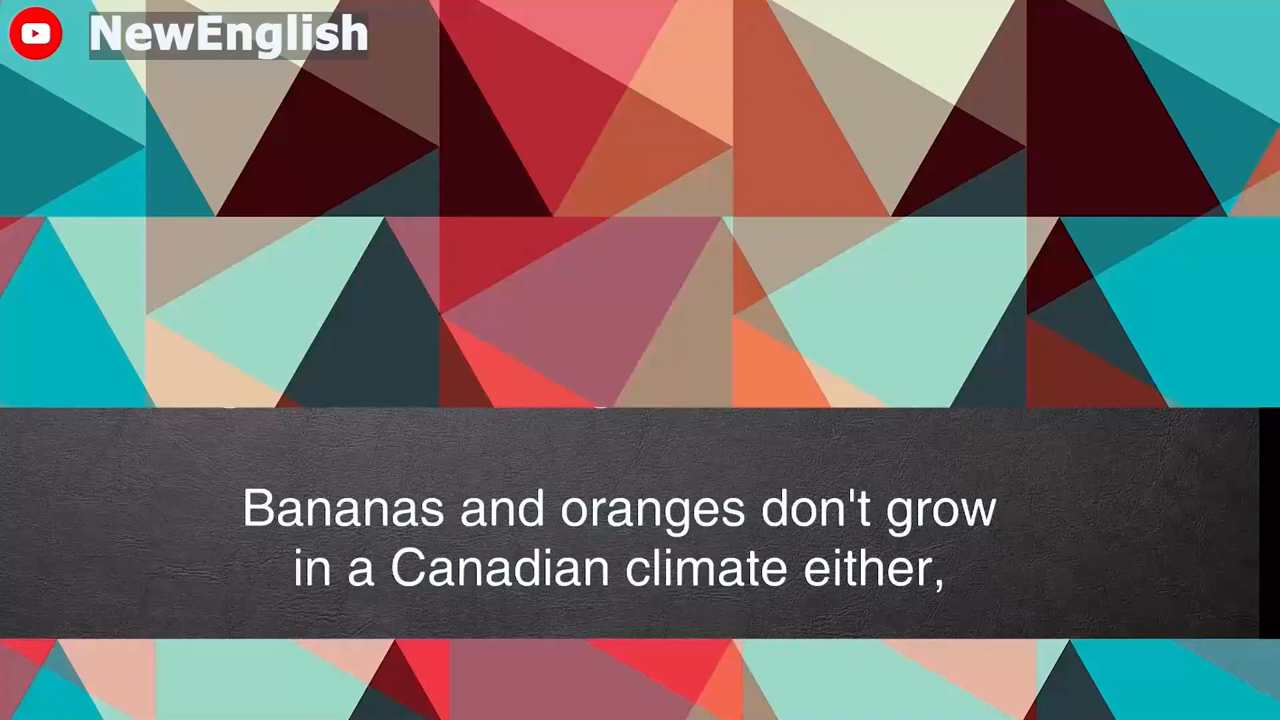 NewEnglish
Bananas and oranges don't grow
in a Canadian climate either,